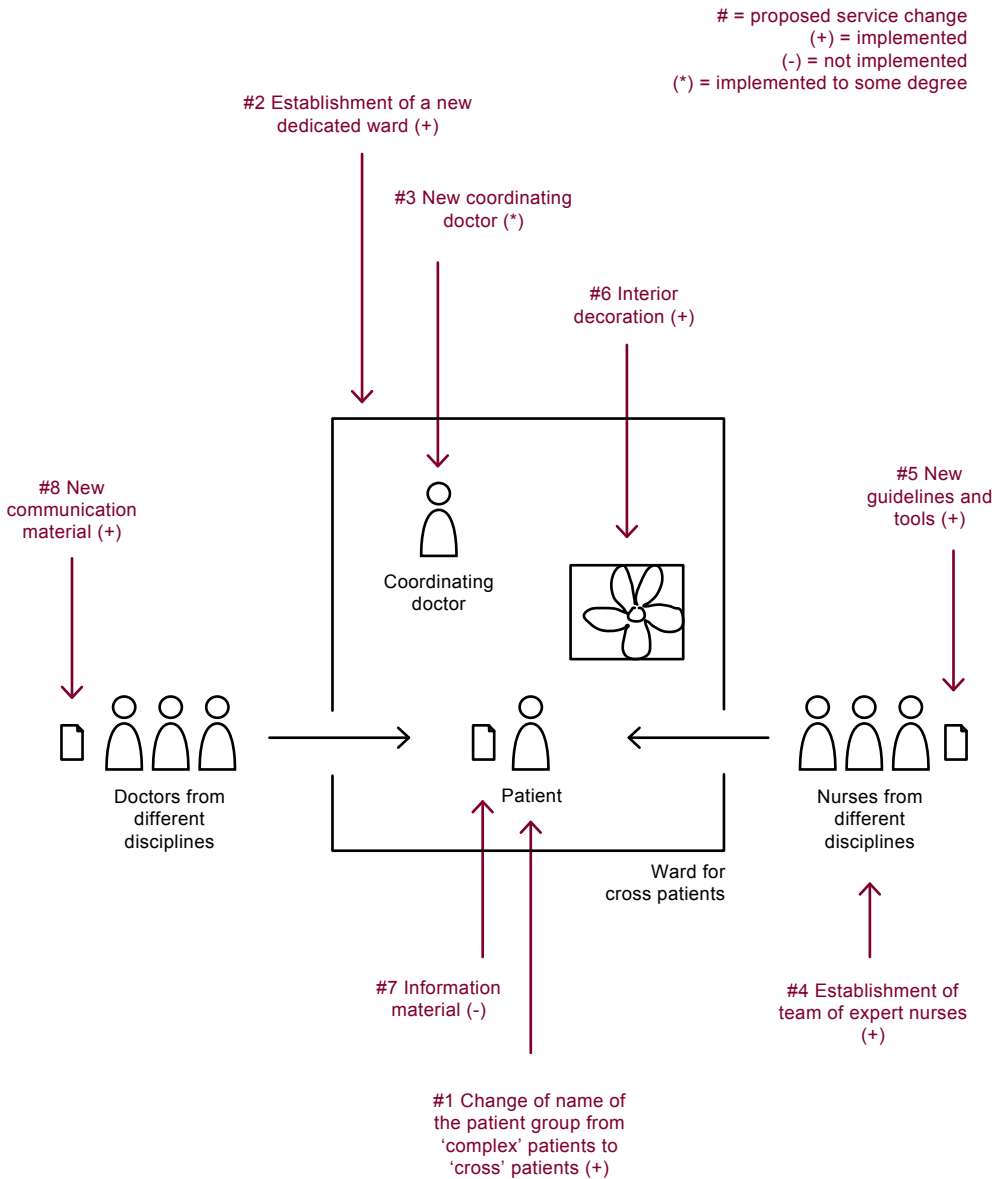 # = proposed service change
(+) = implemented
(-) = not implemented
(*) = implemented to some degree
#2 Establishment of a new
dedicated ward (+)
#3 New coordinating
doctor (*)
#6 Interior
decoration (+)
#8 New
communication
material (+)
#5 New
guidelines and
tools (+)
Coordinating
doctor
Doctors from
different
disciplines
Patient
Nurses from
different
disciplines
Ward for
cross patients
#7 Information
material (-)
#4 Establishment of
team of expert nurses
(+)
#1 Change of name of
the patient group from
‘complex’ patients to
‘cross’ patients (+)